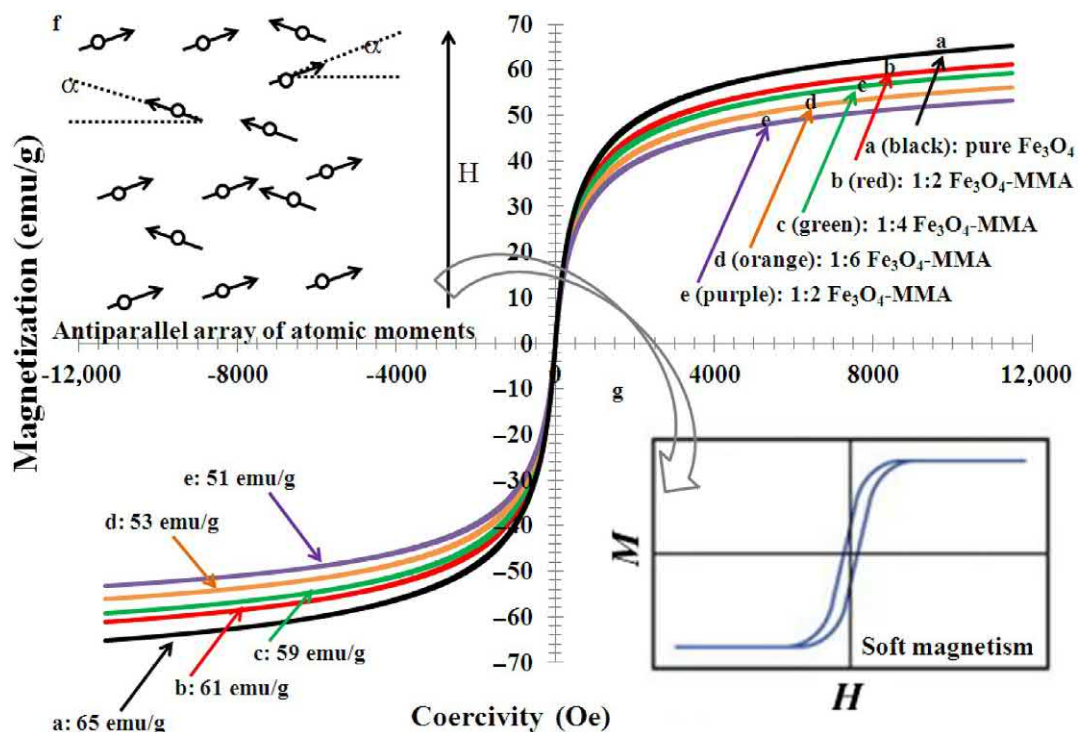 f
α
α
H
Antiparallel array of atomic moments
Magnetization (emu/g)
70
60
50
40
30
20
10
0
–10
–20
–30
–40
–50
–60
–70
-12,000
-8000
-4000
0
4000
8000
12,000
Coercivity (Oe)
a
b
c
d
e
a (black): pure Fe₃O₄
b (red): 1:2 Fe₃O₄-MMA
c (green): 1:4 Fe₃O₄-MMA
d (orange): 1:6 Fe₃O₄-MMA
e (purple): 1:2 Fe₃O₄-MMA
e: 51 emu/g
d: 53 emu/g
c: 59 emu/g
b: 61 emu/g
a: 65 emu/g
g
M
Soft magnetism
H